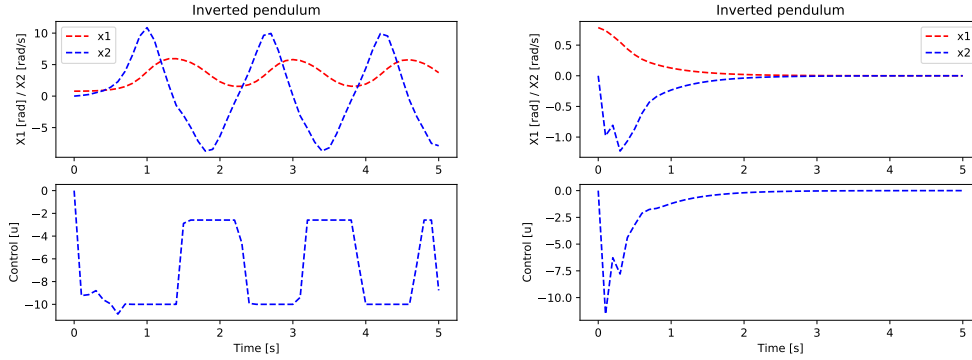 Inverted pendulum
X1 [rad] / X2 [rad/s]
10
5
0
−5
x1
x2
0 1 2 3 4 5
Control [u]
0
−2
−4
−6
−8
−10
0 1 2 3 4 5
Time [s]
Inverted pendulum
X1 [rad] / X2 [rad/s]
0.5
0.0
−0.5
−1.0
x1
x2
0 1 2 3 4 5
Control [u]
0.0
−2.5
−5.0
−7.5
−10.0
0 1 2 3 4 5
Time [s]